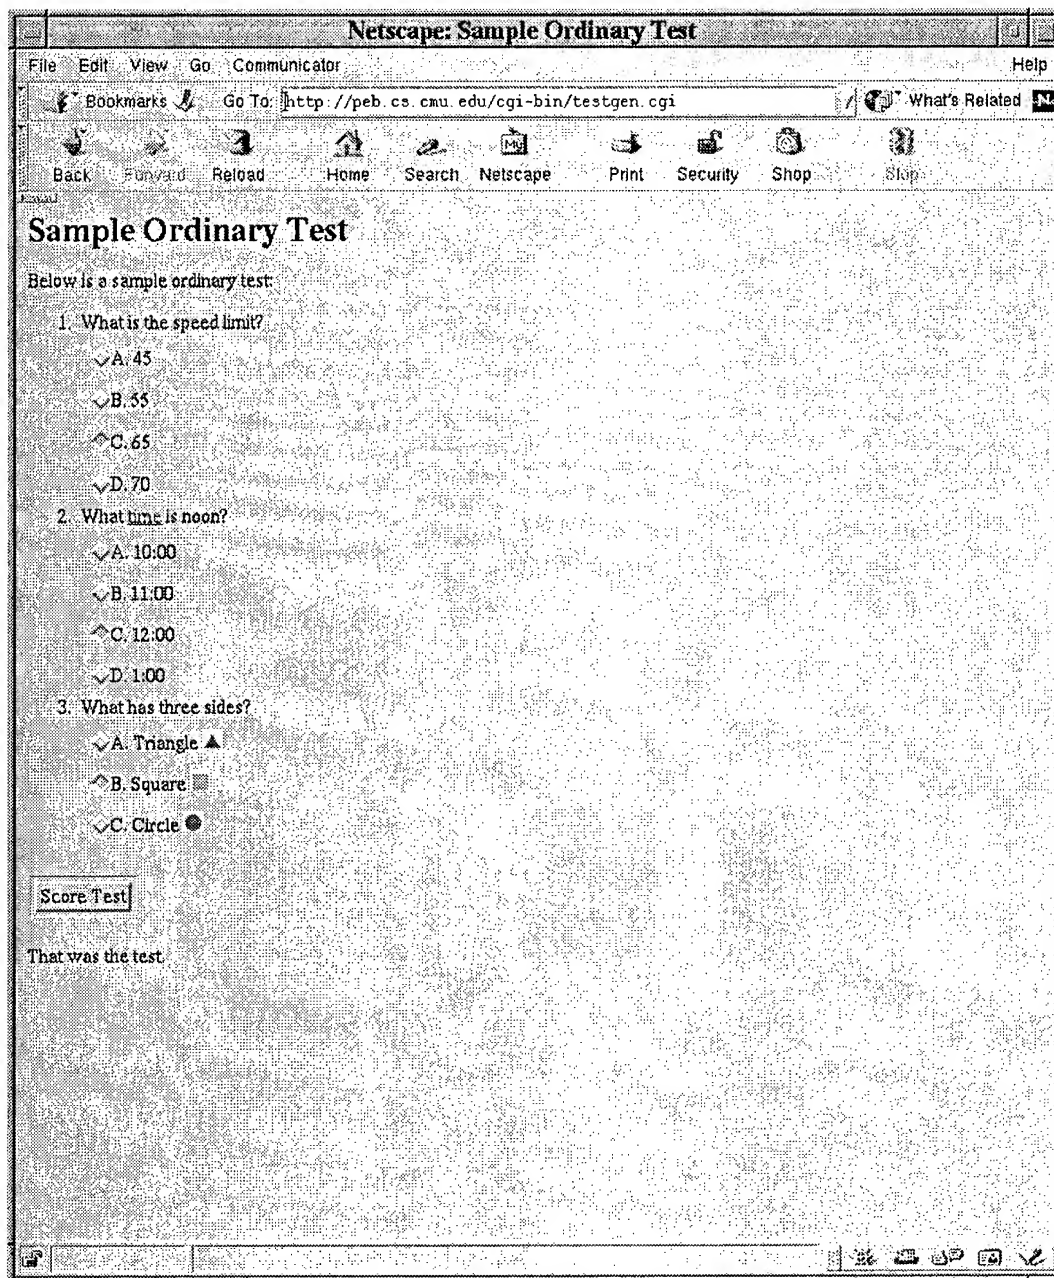 Netscape: Sample Ordinary Test
File Edit View Go Communicator Help
Bookmarks Go To: http://peb.cs.cmu.edu/cgi-bin/testgen.cgi What's Related N
Back Forward Reload Home Search Netscape Print Security Shop Stop
My
Sample Ordinary Test
Below is a sample ordinary test:
1. What is the speed limit?
A. 45
B. 55
C. 65
D. 70
2. What time is noon?
A. 10:00
B. 11:00
C. 12:00
D. 1:00
3. What has three sides?
A. Triangle
B. Square
C. Circle
Score Test
That was the test.